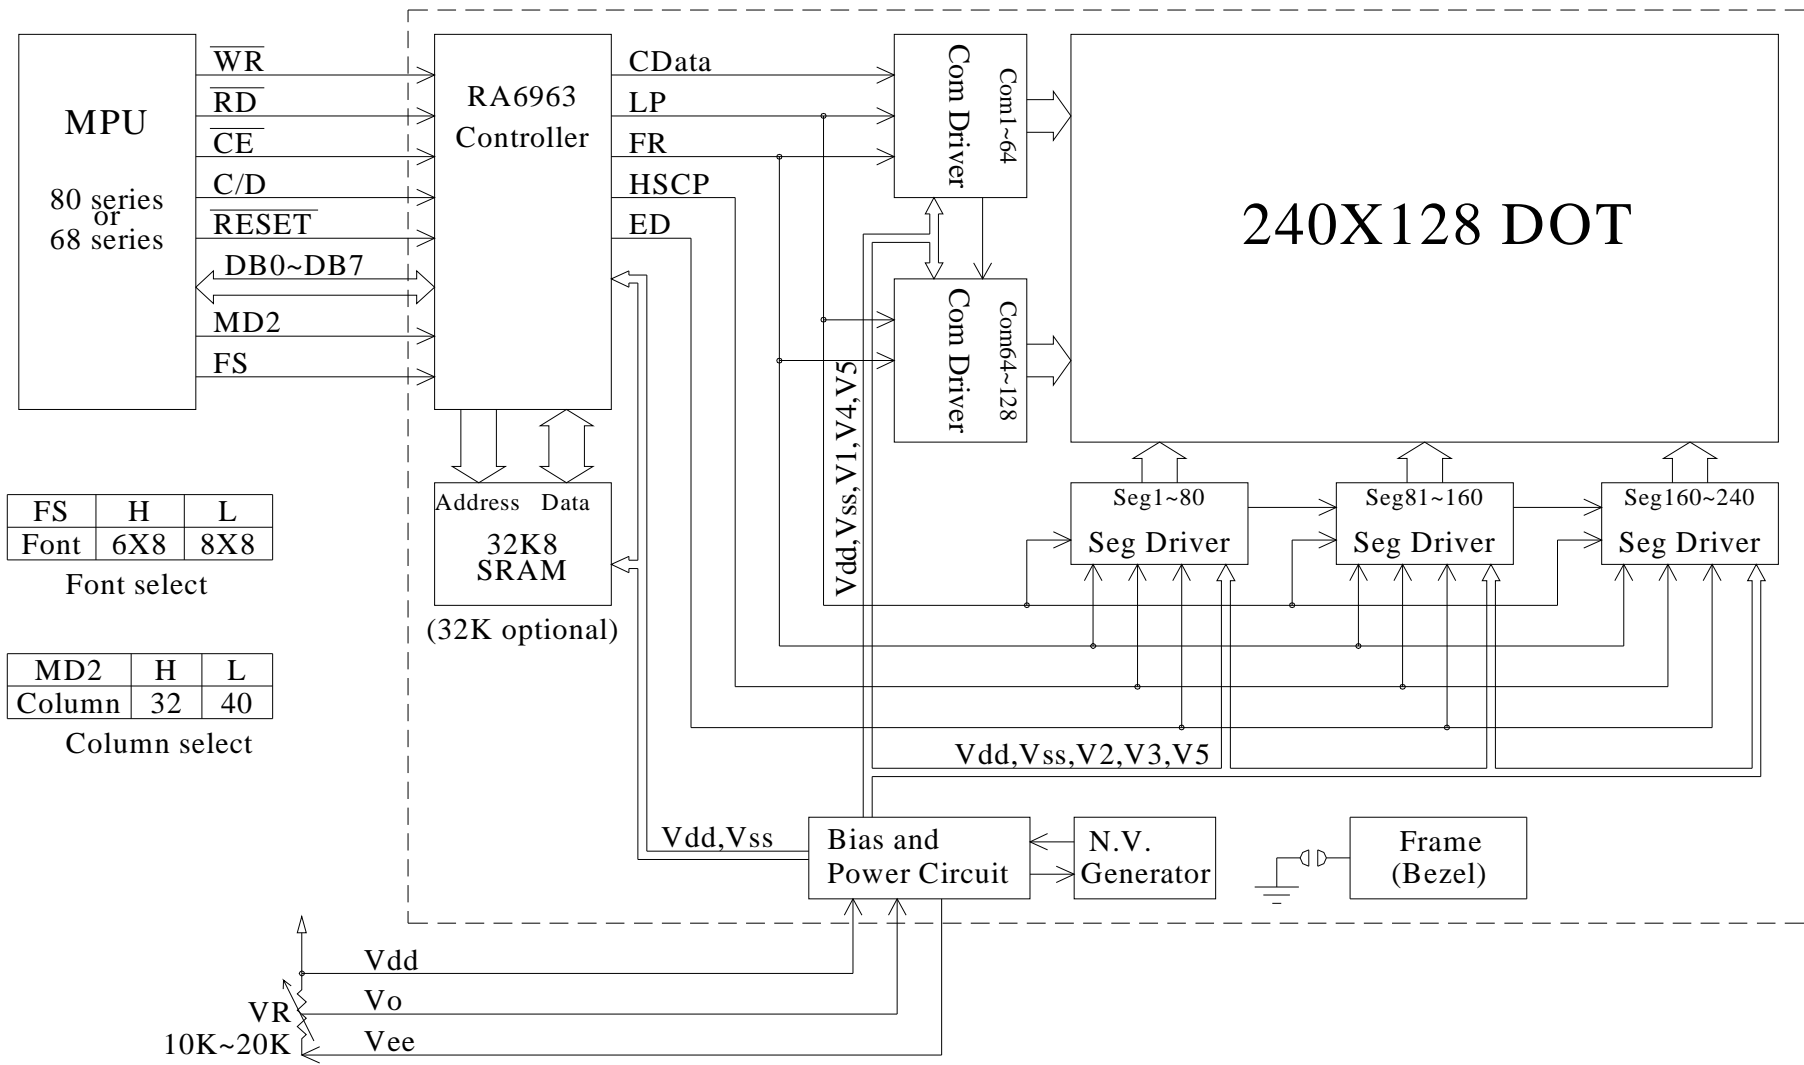 MPU
80 series
or
68 series
WR
RD
CE
C/D
RESET
DB0~DB7
MD2
FS
RA6963
Controller
CData
LP
FR
HSCP
ED
Com Driver
Com1~64
Com Driver
Com64~128
240X128 DOT
Address Data
32K8
SRAM
(32K optional)
Seg1~80
Seg Driver
Seg81~160
Seg Driver
Seg160~240
Seg Driver
FS H L
Font 6X8 8X8
Font select
MD2 H L
Column 32 40
Column select
Vdd,Vss,V1,V4,V5
Vdd,Vss,V2,V3,V5
Vdd,Vss
Bias and
Power Circuit
N.V.
Generator
Frame
(Bezel)
Vdd
Vo
Vee
VR
10K~20K